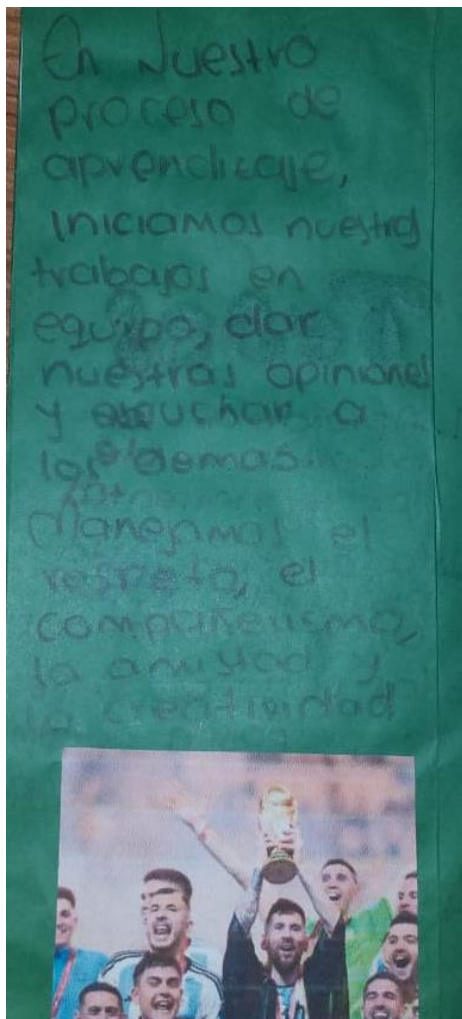 En Nuestro
proceso de
aprendizaje,
iniciamos nuestros
trabajos en
equipo, dar
nuestras opiniones
y escuchar a
los demas.
Manejamos el
respeto, el
compañerismo,
la amistad y
la creatividad